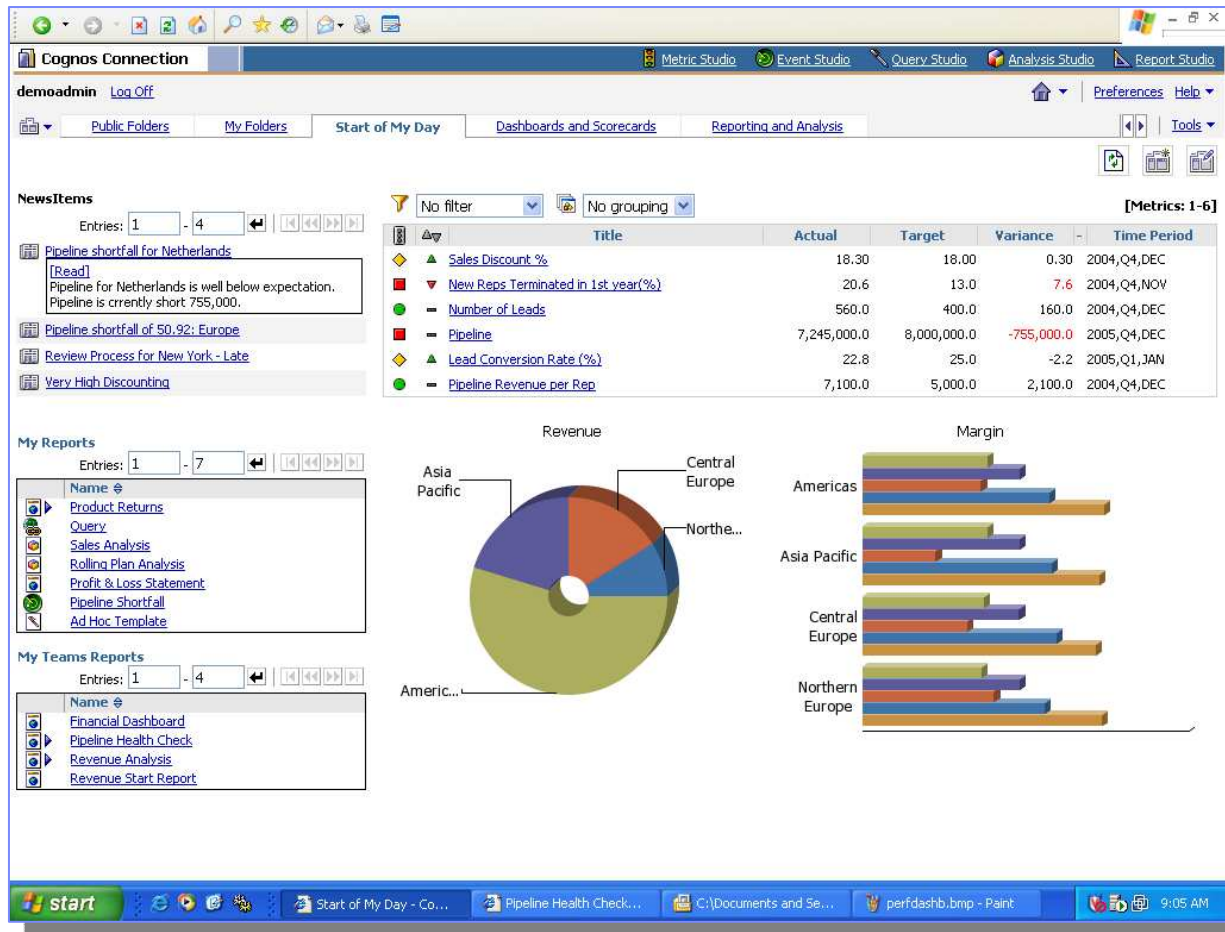 Cognos Connection
Metric Studio Event Studio Query Studio Analysis Studio Report Studio
demoadmin Log Off
Preferences Help
Public Folders My Folders Start of My Day Dashboards and Scorecards Reporting and Analysis Tools
NewsItems
Entries: 1 - 4
Pipeline shortfall for Netherlands
[Read]
Pipeline for Netherlands is well below expectation.
Pipeline is crrently short 755,000.
Pipeline shortfall of 50.92: Europe
Review Process for New York - Late
Very High Discounting
No filter No grouping [Metrics: 1-6]
Title Actual Target Variance - Time Period
Sales Discount % 18.30 18.00 0.30 2004,Q4,DEC
New Reps Terminated in 1st year(%) 20.6 13.0 7.6 2004,Q4,NOV
Number of Leads 560.0 400.0 160.0 2004,Q4,DEC
Pipeline 7,245,000.0 8,000,000.0 -755,000.0 2005,Q4,DEC
Lead Conversion Rate (%) 22.8 25.0 -2.2 2005,Q1,JAN
Pipeline Revenue per Rep 7,100.0 5,000.0 2,100.0 2004,Q4,DEC
My Reports
Entries: 1 - 7
Name
Product Returns
Query
Sales Analysis
Rolling Plan Analysis
Profit & Loss Statement
Pipeline Shortfall
Ad Hoc Template
My Teams Reports
Entries: 1 - 4
Name
Financial Dashboard
Pipeline Health Check
Revenue Analysis
Revenue Start Report
Revenue
Asia
Pacific
Central
Europe
Northe...
Americ...
Margin
Americas
Asia Pacific
Central
Europe
Northern
Europe
start Start of My Day - Co... Pipeline Health Check... C:\Documents and Se... perfdashb.bmp - Paint 9:05 AM